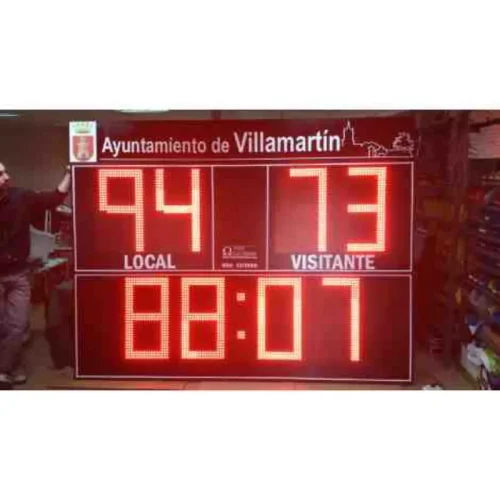 Ayuntamiento de Villamartín
94 73
LOCAL VISITANTE
88:07